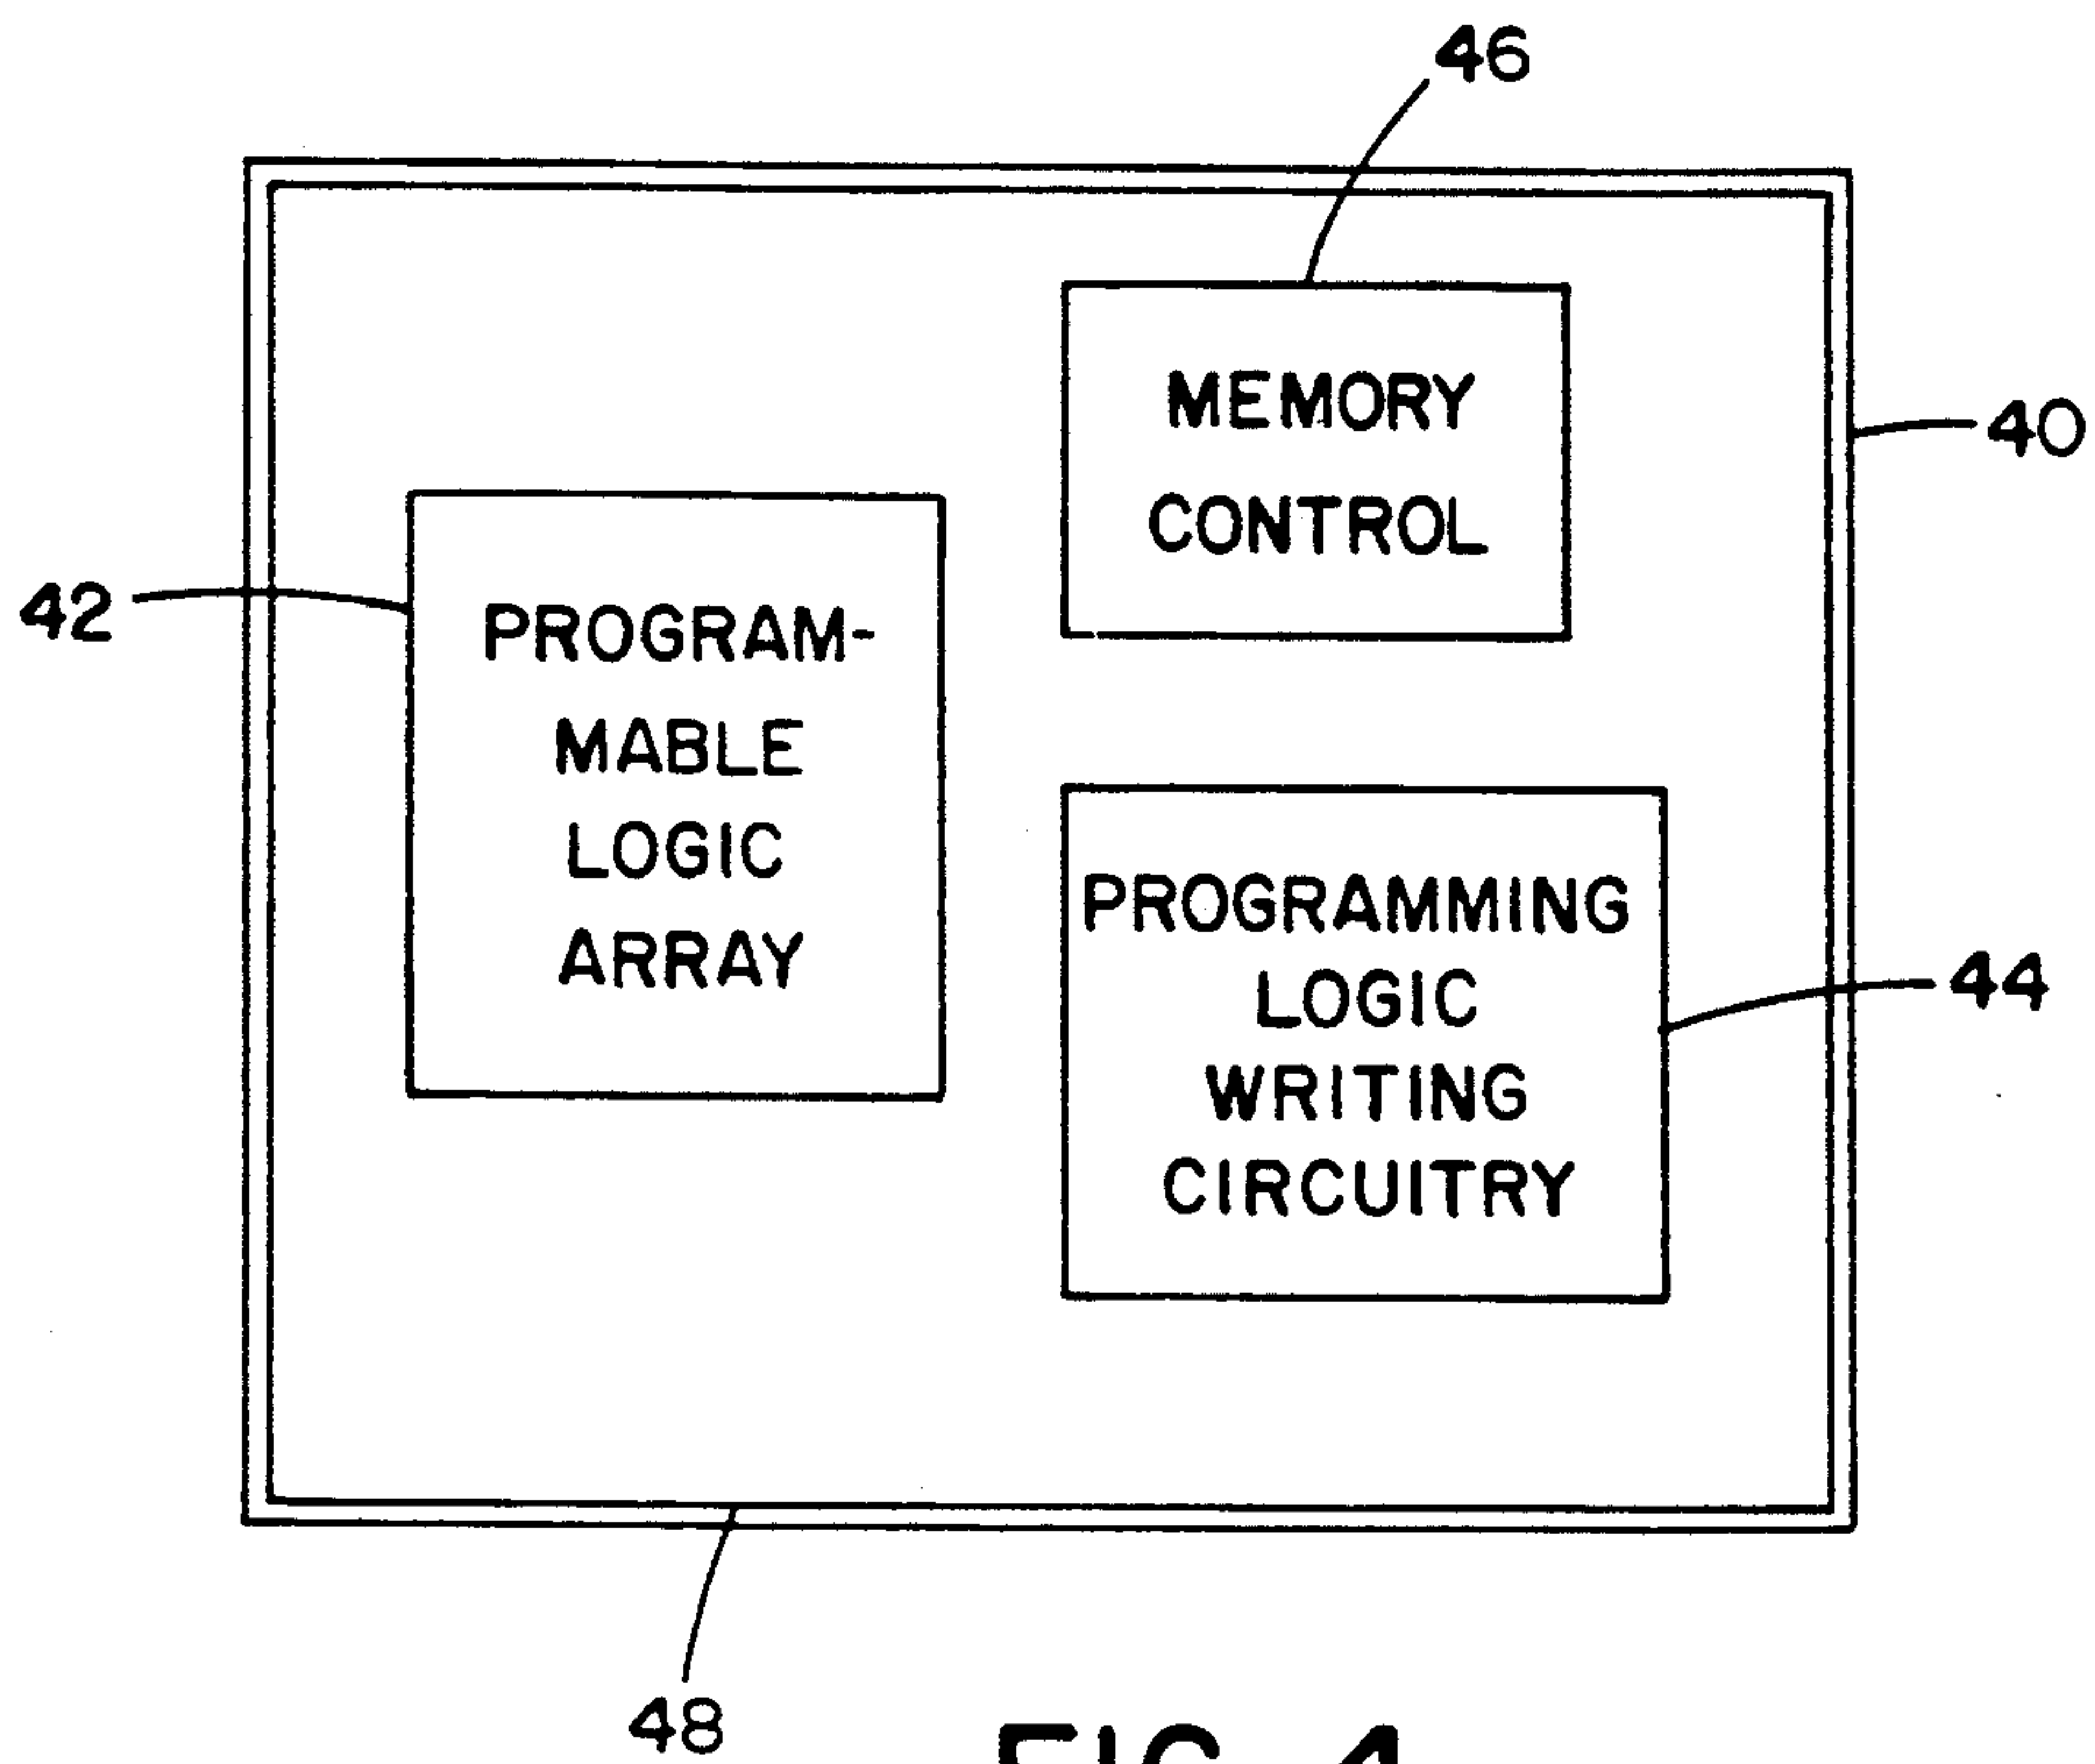 46
MEMORY
CONTROL
40
42
PROGRAM-
MABLE
LOGIC
ARRAY
PROGRAMMING
LOGIC
WRITING
CIRCUITRY
44
48